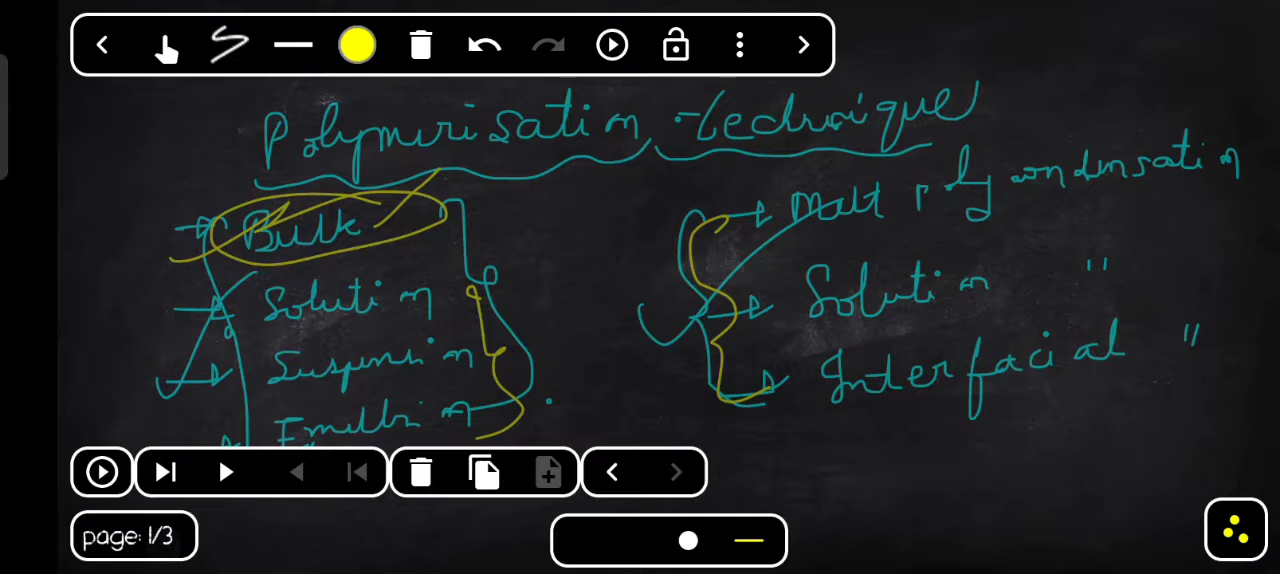 Polymerisation technique
Bulk
Solution
Suspension
Emulsion
Melt Polycondensation
Solution "
Interfacial "
page: 1/3